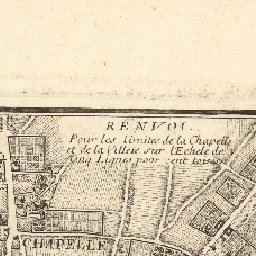 RENVOI.
Pour les limites de la Chapelle
et de la Villete sur l'Echele de
Cinq Lignes pour cent toises
CHAPELLE